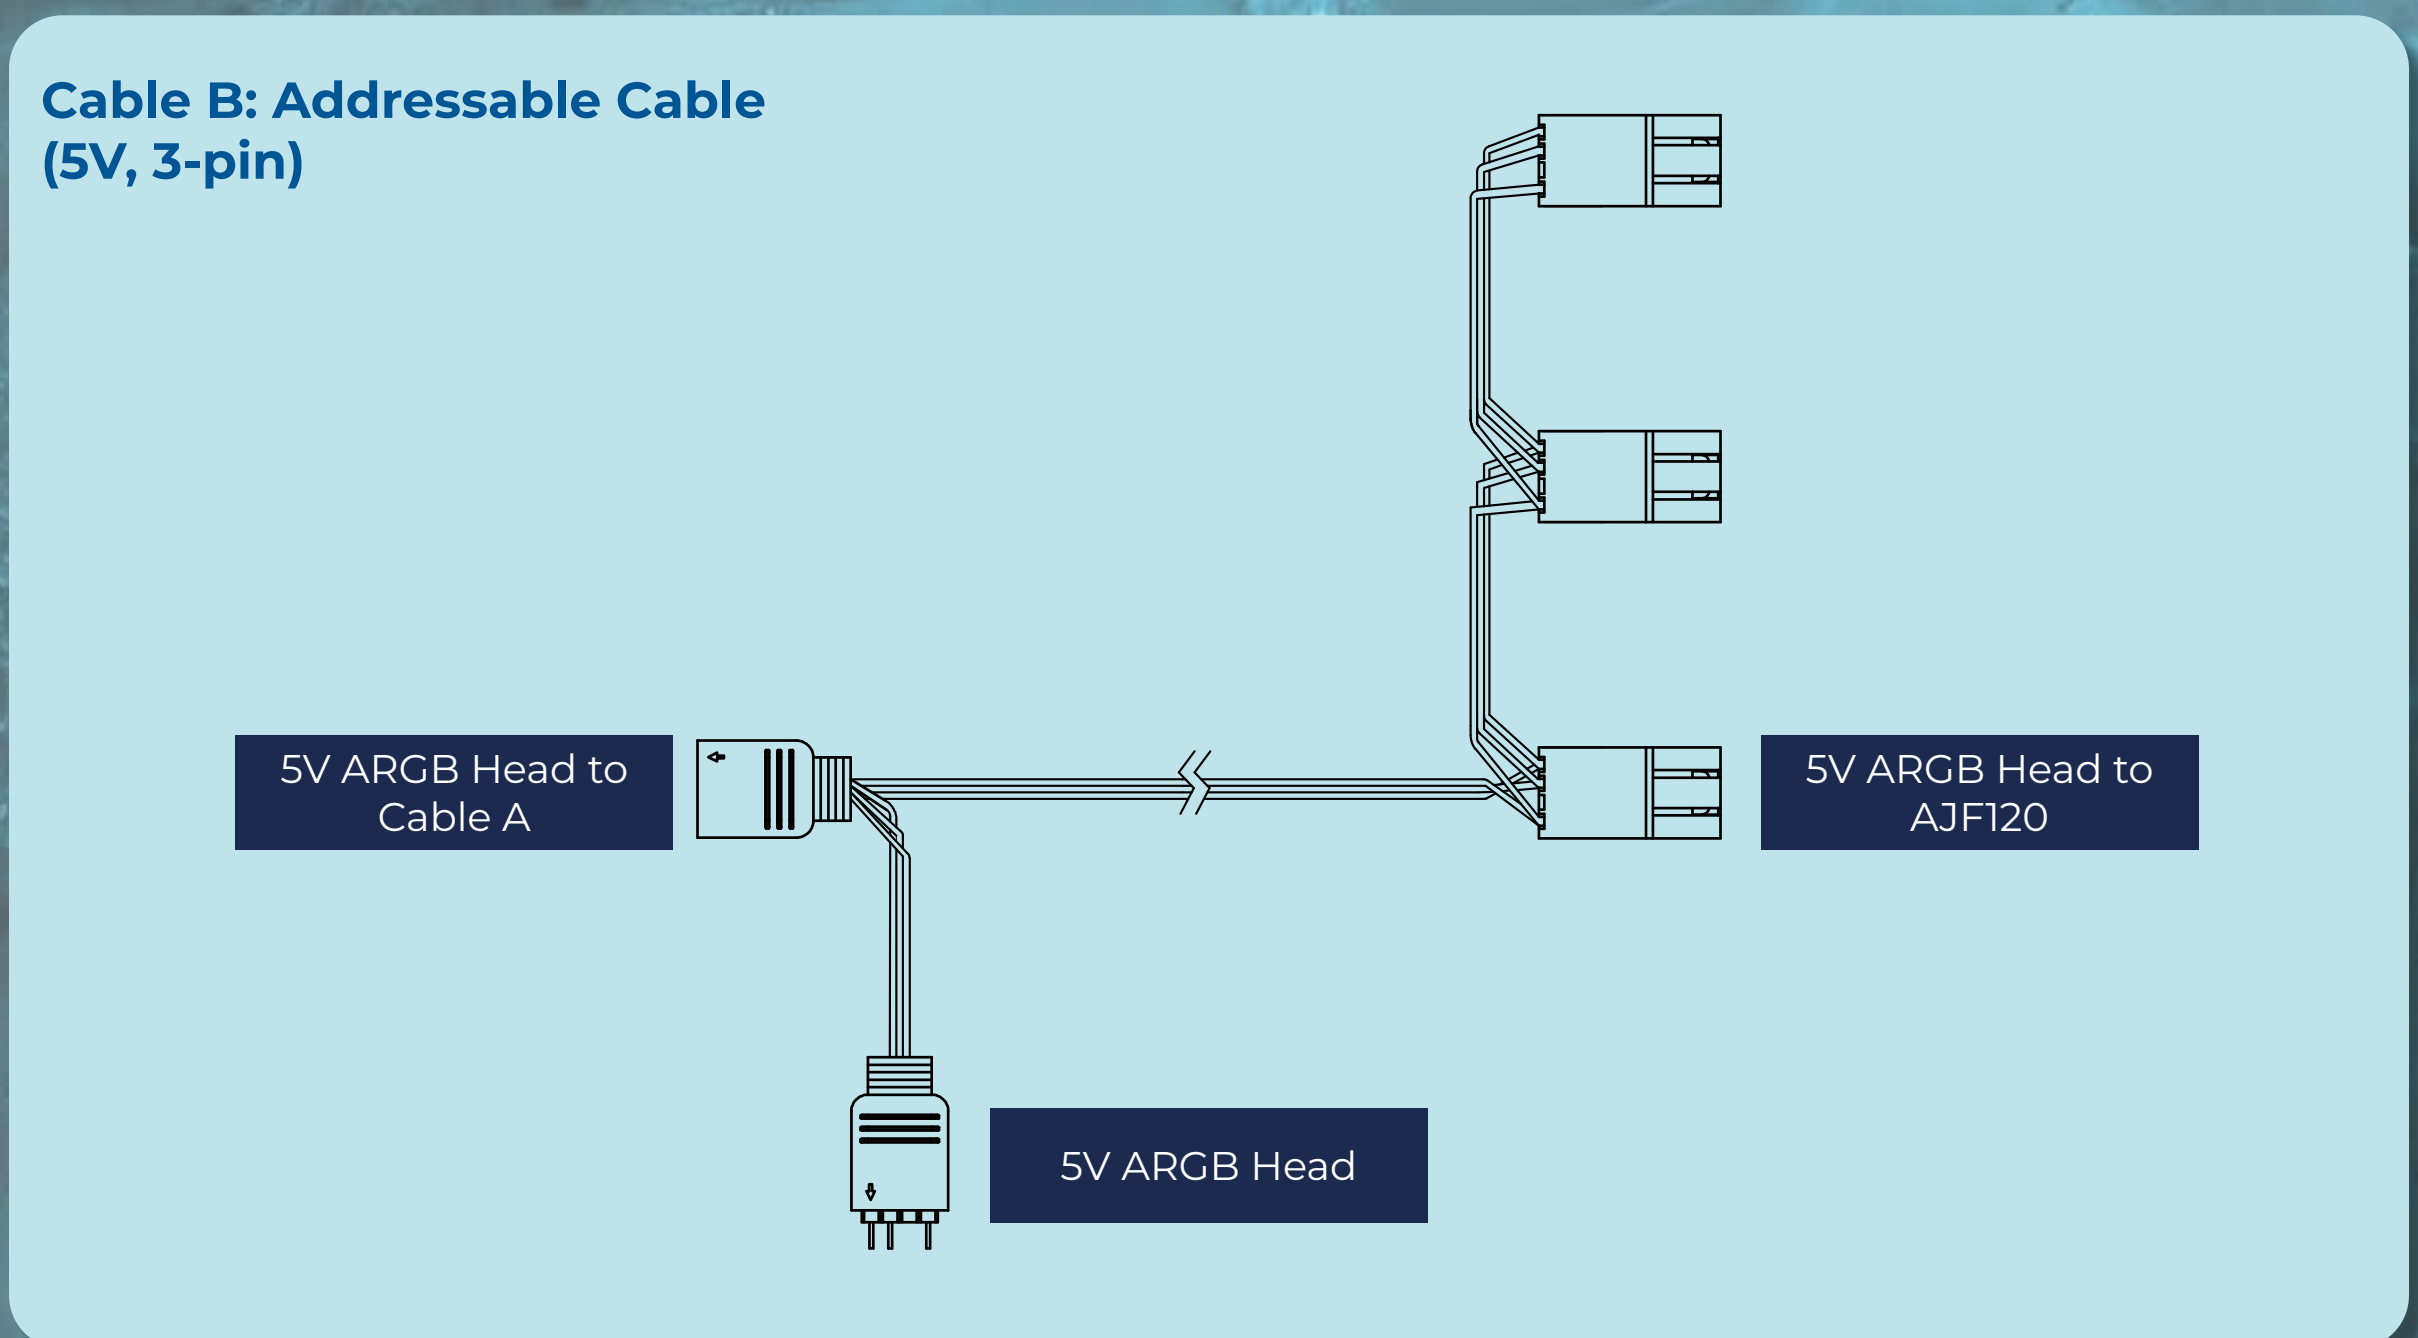 Cable B: Addressable Cable
(5V, 3-pin)
5V ARGB Head to
Cable A
5V ARGB Head to
AJF120
5V ARGB Head